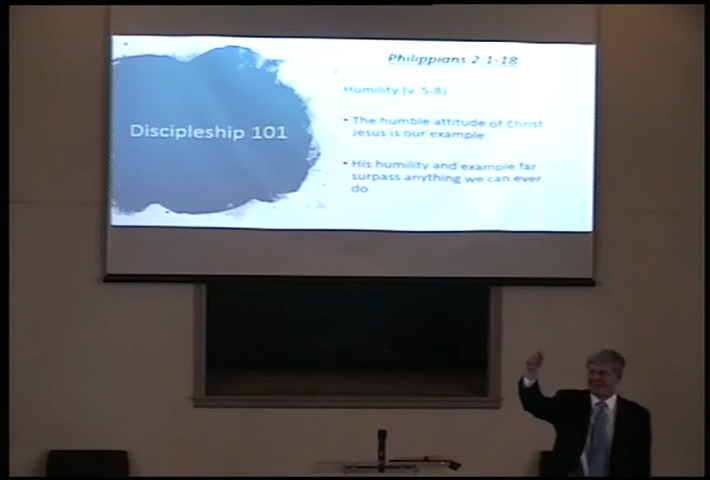 Philippians 2 1-18
Humility (v. 5-8)
Discipleship 101
• The humble attitude of Christ
Jesus is our example
• His humility and example far
surpass anything we can ever
do